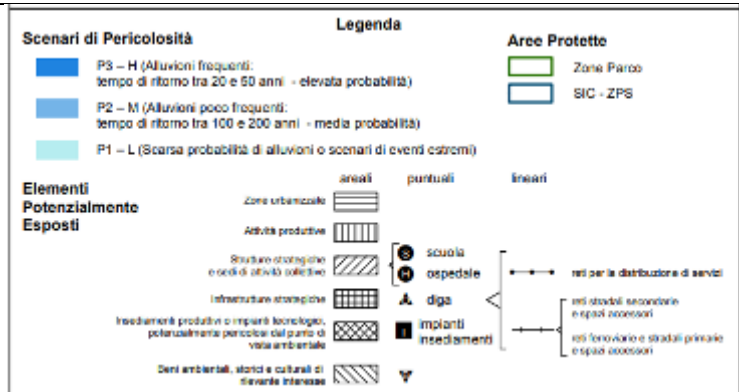 Legenda
Scenari di Pericolosità
P3 – H (Alluvioni frequenti:
tempo di ritorno tra 20 e 50 anni - elevata probabilità)
P2 – M (Alluvioni poco frequenti:
tempo di ritorno tra 100 e 200 anni - media probabilità)
P1 – L (Scarsa probabilità di alluvioni o scenari di eventi estremi)
Aree Protette
Zone Parco
SIC - ZPS
Elementi
Potenzialmente
Esposti
areali
puntuali
lineari
Zone urbanizzate
Attività produttive
Strutture strategiche
e sedi di attività collettive
Infrastrutture strategiche
Insediamenti produttivi o impianti tecnologici,
potenzialmente pericolosi dal punto di
vista ambientale
Beni ambientali, storici e culturali di
rilevante interesse
S scuola
H ospedale
diga
I impianti
insediamenti
reti per la distribuzione di servizi
reti stradali secondarie
e spazi accessori
reti ferroviarie e stradali primarie
e spazi accessori